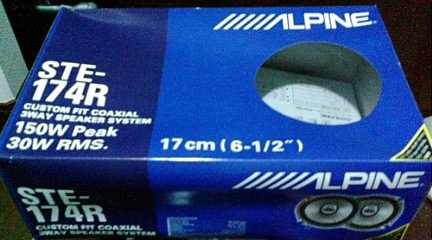 ALPINE
STE-
174R
CUSTOM FIT COAXIAL
3WAY SPEAKER SYSTEM
150W Peak
30W RMS.
17cm (6-1/2″)
ALPINE
STE-
174R
CUSTOM FIT COAXIAL
3WAY SPEAKER SYSTEM